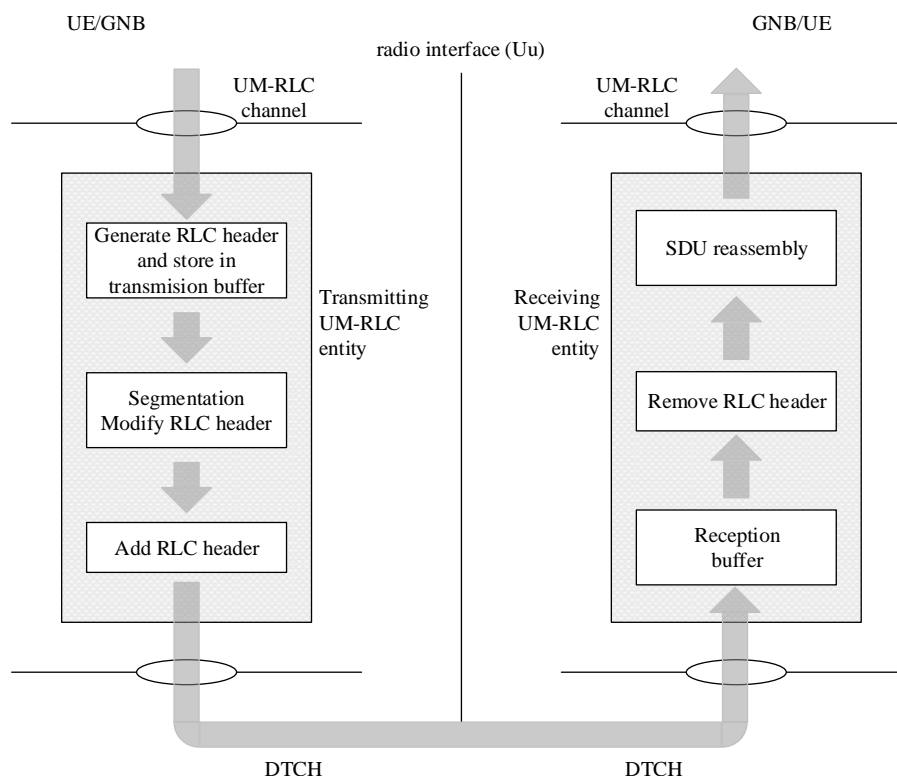 UE/GNB
GNB/UE
radio interface (Uu)
UM-RLC
channel
UM-RLC
channel
Generate RLC header
and store in
transmision buffer
SDU reassembly
Transmitting
UM-RLC
entity
Receiving
UM-RLC
entity
Segmentation
Modify RLC header
Remove RLC header
Add RLC header
Reception
buffer
DTCH
DTCH